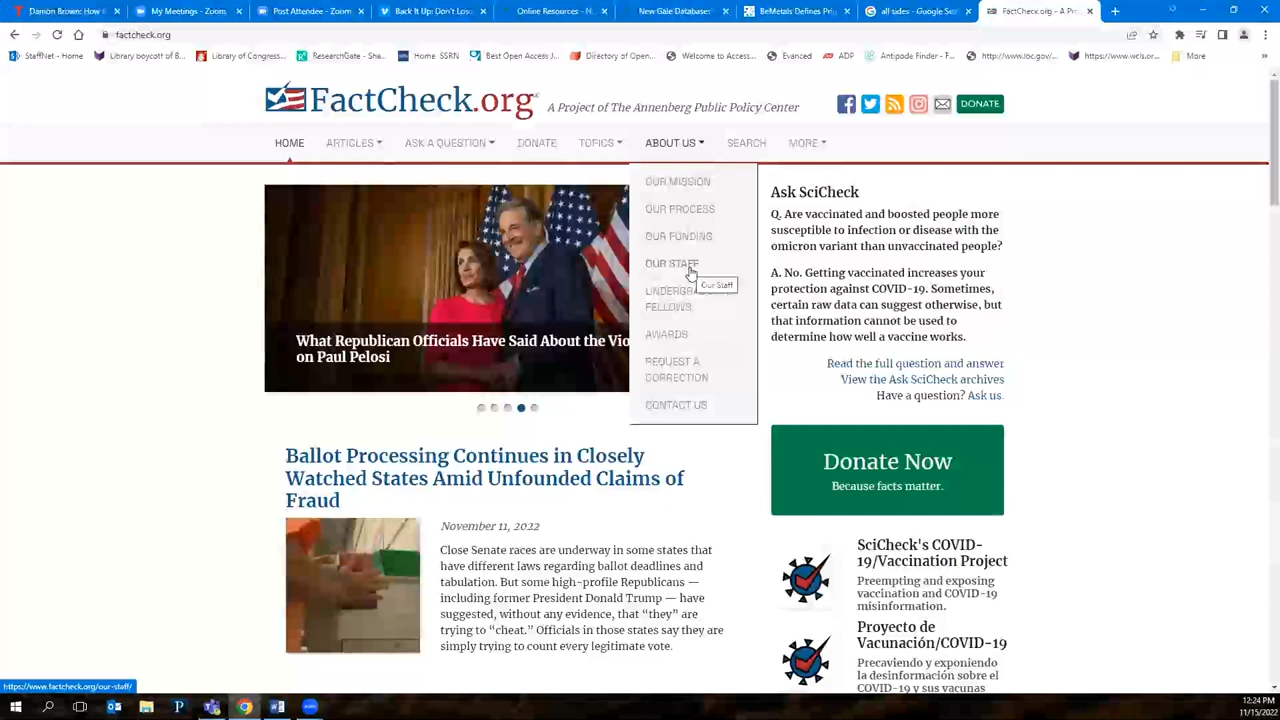 Damon Brown: How
My Meetings - Zoom
Post Attendee - Zoom
Back It Up: Don't Los
Online Resources - N
New Gale Databases
BeMetals Defines Pri
all sides - Google Sea
FactCheck.org - A Pr
factcheck.org
StaffNet - Home
Library boycott of B...
Library of Congress...
ResearchGate - Sha...
Home :: SSRN
Best Open Access J...
Directory of Open...
Welcome to Access...
Evanced
ADP
Antipode Finder - F...
http://www.loc.gov/...
https://www.wcls.or...
More
FactCheck.org
A Project of The Annenberg Public Policy Center
DONATE
HOME
ARTICLES
ASK A QUESTION
DONATE
TOPICS
ABOUT US
SEARCH
MORE
OUR MISSION
OUR PROCESS
OUR FUNDING
OUR STAFF
Our Staff
FELLOWS
AWARDS
REQUEST A
CORRECTION
CONTACT US
What Republican Officials Have Said About the Vio
on Paul Pelosi
Ballot Processing Continues in Closely
Watched States Amid Unfounded Claims of
Fraud
November 11, 2022
Close Senate races are underway in some states that
have different laws regarding ballot deadlines and
tabulation. But some high-profile Republicans —
including former President Donald Trump — have
suggested, without any evidence, that “they” are
trying to “cheat.” Officials in those states say they are
simply trying to count every legitimate vote.
Ask SciCheck
Q. Are vaccinated and boosted people more
susceptible to infection or disease with the
omicron variant than unvaccinated people?
A. No. Getting vaccinated increases your
protection against COVID-19. Sometimes,
certain raw data can suggest otherwise, but
that information cannot be used to
determine how well a vaccine works.
Read the full question and answer
View the Ask SciCheck archives
Have a question? Ask us.
Donate Now
Because facts matter.
SciCheck's COVID-
19/Vaccination Project
Preempting and exposing
vaccination and COVID-19
misinformation.
Proyecto de
Vacunación/COVID-19
Precaviendo y exponiendo
la desinformación sobre el
COVID-19 y sus vacunas
https://www.factcheck.org/our-staff/
12:24 PM
11/15/2022